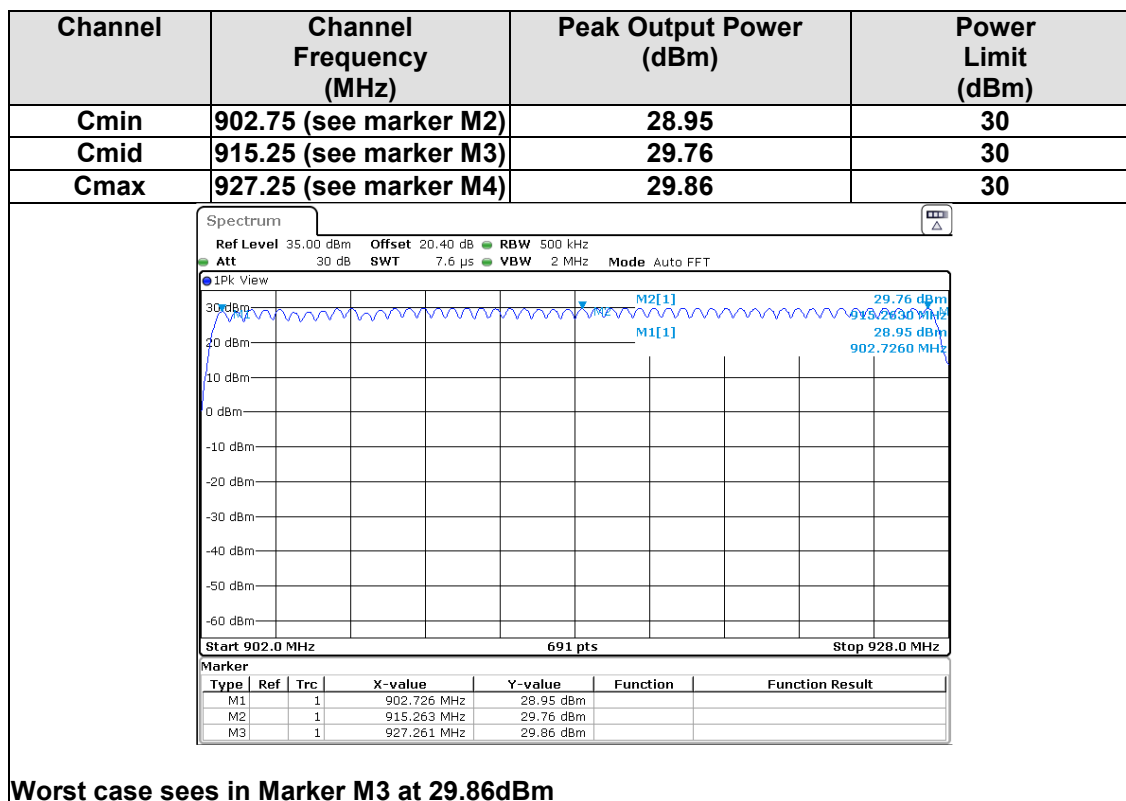 Channel Channel Frequency (MHz) Peak Output Power (dBm) Power Limit (dBm)
Cmin 902.75 (see marker M2) 28.95 30
Cmid 915.25 (see marker M3) 29.76 30
Cmax 927.25 (see marker M4) 29.86 30
Spectrum
Ref Level 35.00 dBm Offset 20.40 dB RBW 500 kHz
Att 30 dB SWT 7.6 µs VBW 2 MHz Mode Auto FFT
1Pk View
M2[1] 29.76 dBm
915.2630 MHz
M1[1] 28.95 dBm
902.7260 MHz
30 dBm
20 dBm
10 dBm
0 dBm
-10 dBm
-20 dBm
-30 dBm
-40 dBm
-50 dBm
-60 dBm
Start 902.0 MHz 691 pts Stop 928.0 MHz
Marker
Type Ref Trc X-value Y-value Function Function Result
M1 1 902.726 MHz 28.95 dBm
M2 1 915.263 MHz 29.76 dBm
M3 1 927.261 MHz 29.86 dBm
Worst case sees in Marker M3 at 29.86dBm